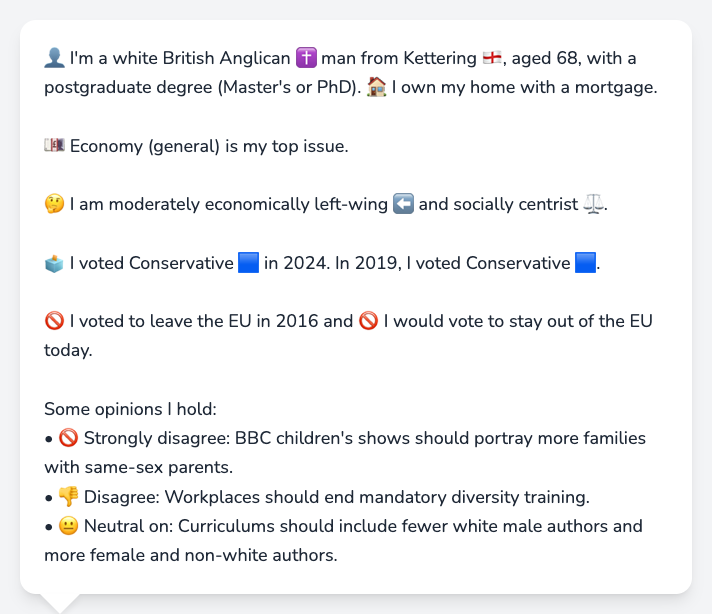 👤 I'm a white British Anglican ✝️ man from Kettering 🏴󠁧󠁢󠁥󠁮󠁧󠁿, aged 68, with a
postgraduate degree (Master's or PhD). 🏠 I own my home with a mortgage.
💷 Economy (general) is my top issue.
🤔 I am moderately economically left-wing ⬅️ and socially centrist ⚖️.
🗳️ I voted Conservative 🟦 in 2024. In 2019, I voted Conservative 🟦.
🚫 I voted to leave the EU in 2016 and 🚫 I would vote to stay out of the EU
today.
Some opinions I hold:
• 🚫 Strongly disagree: BBC children's shows should portray more families
with same-sex parents.
• 👎 Disagree: Workplaces should end mandatory diversity training.
• 😐 Neutral on: Curriculums should include fewer white male authors and
more female and non-white authors.